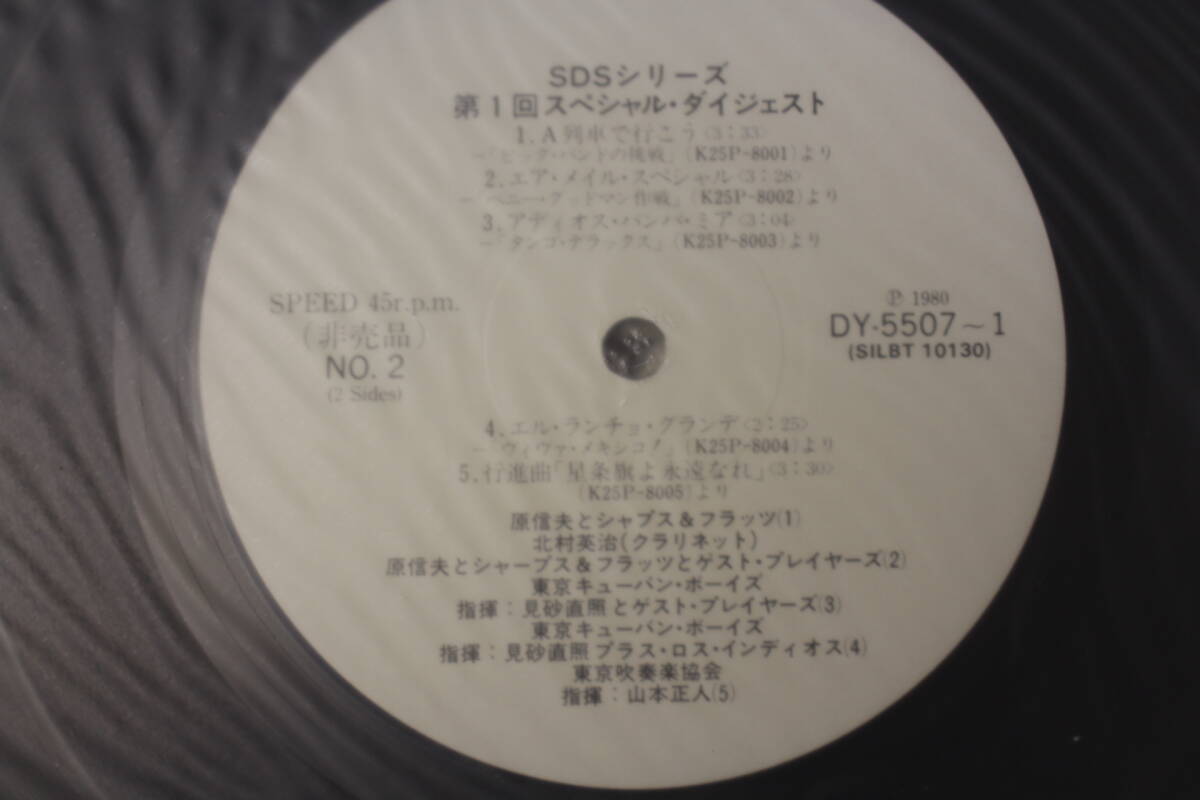 SDSシリーズ
第1回スペシャル・ダイジェスト
1. A列車で行こう〈3:33〉
―「ビッグ・バンドの挑戦」(K25P-8001)より
2. エア・メイル・スペシャル〈3:28〉
―「ベニー・グッドマン作戦」(K25P-8002)より
3. アディオス・パンパ・ミア〈3:04〉
―「タンゴ・デラックス」(K25P-8003)より
SPEED 45r.p.m.
(非売品)
NO. 2
(2 Sides)
Ⓟ 1980
DY-5507~1
(SILBT 10130)
4. エル・ランチョ・グランデ〈2:25〉
―「ヴィヴァ・メキシコ!」(K25P-8004)より
5. 行進曲「星条旗よ永遠なれ」〈3:30〉
(K25P-8005)より
原信夫とシャプス&フラッツ(1)
北村英治(クラリネット)
原信夫とシャープス&フラッツとゲスト・プレイヤーズ(2)
東京キューバン・ボーイズ
指揮:見砂直照とゲスト・プレイヤーズ(3)
東京キューバン・ボーイズ
指揮:見砂直照プラス・ロス・インディオス(4)
東京吹奏楽協会
指揮:山本正人(5)